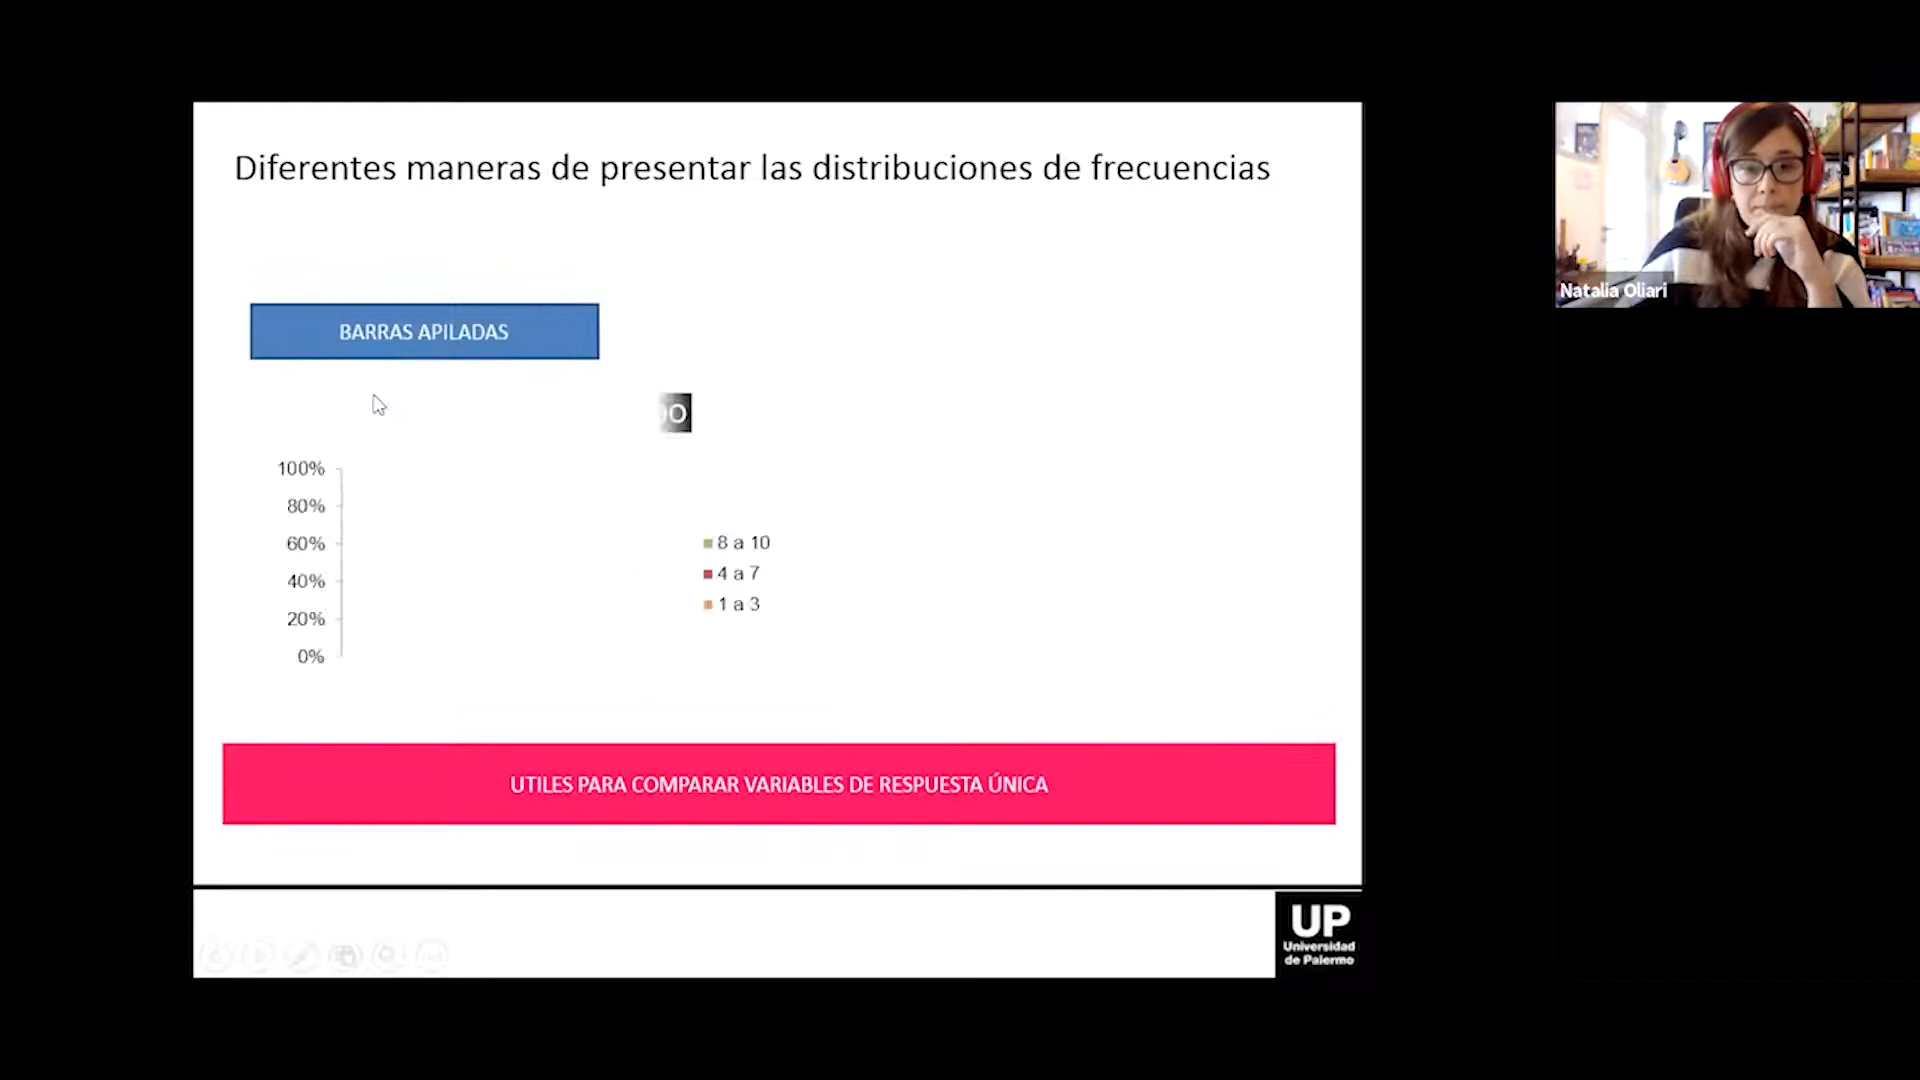 Diferentes maneras de presentar las distribuciones de frecuencias
BARRAS APILADAS
100%
80%
60%
40%
20%
0%
8 a 10
4 a 7
1 a 3
UTILES PARA COMPARAR VARIABLES DE RESPUESTA ÚNICA
UP
Universidad
de Palermo
Natalia Oliari